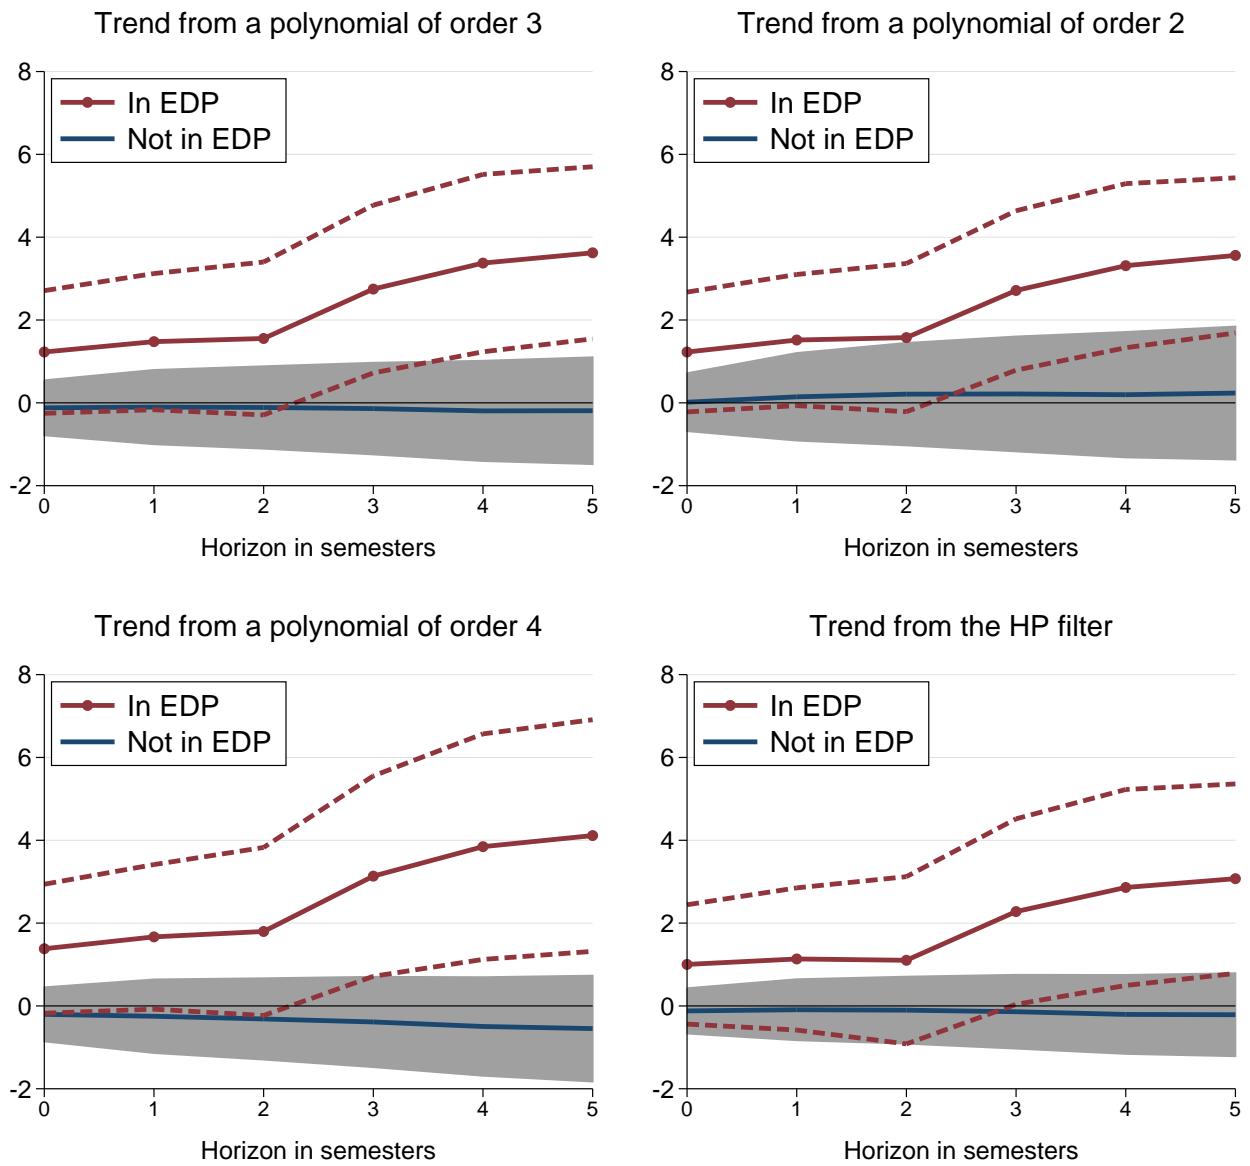 Trend from a polynomial of order 3
8
6
4
2
0
-2
In EDP
Not in EDP
0 1 2 3 4 5
Horizon in semesters
Trend from a polynomial of order 2
8
6
4
2
0
-2
In EDP
Not in EDP
0 1 2 3 4 5
Horizon in semesters
Trend from a polynomial of order 4
8
6
4
2
0
-2
In EDP
Not in EDP
0 1 2 3 4 5
Horizon in semesters
Trend from the HP filter
8
6
4
2
0
-2
In EDP
Not in EDP
0 1 2 3 4 5
Horizon in semesters